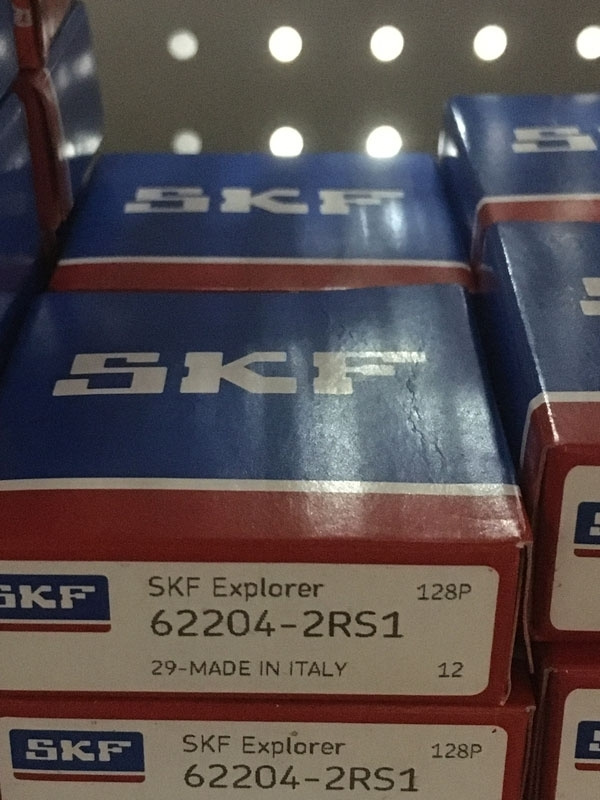 SKF
SKF
SKF
SKF Explorer 128P
62204-2RS1
29-MADE IN ITALY 12
SKF
SKF Explorer 128P
62204-2RS1